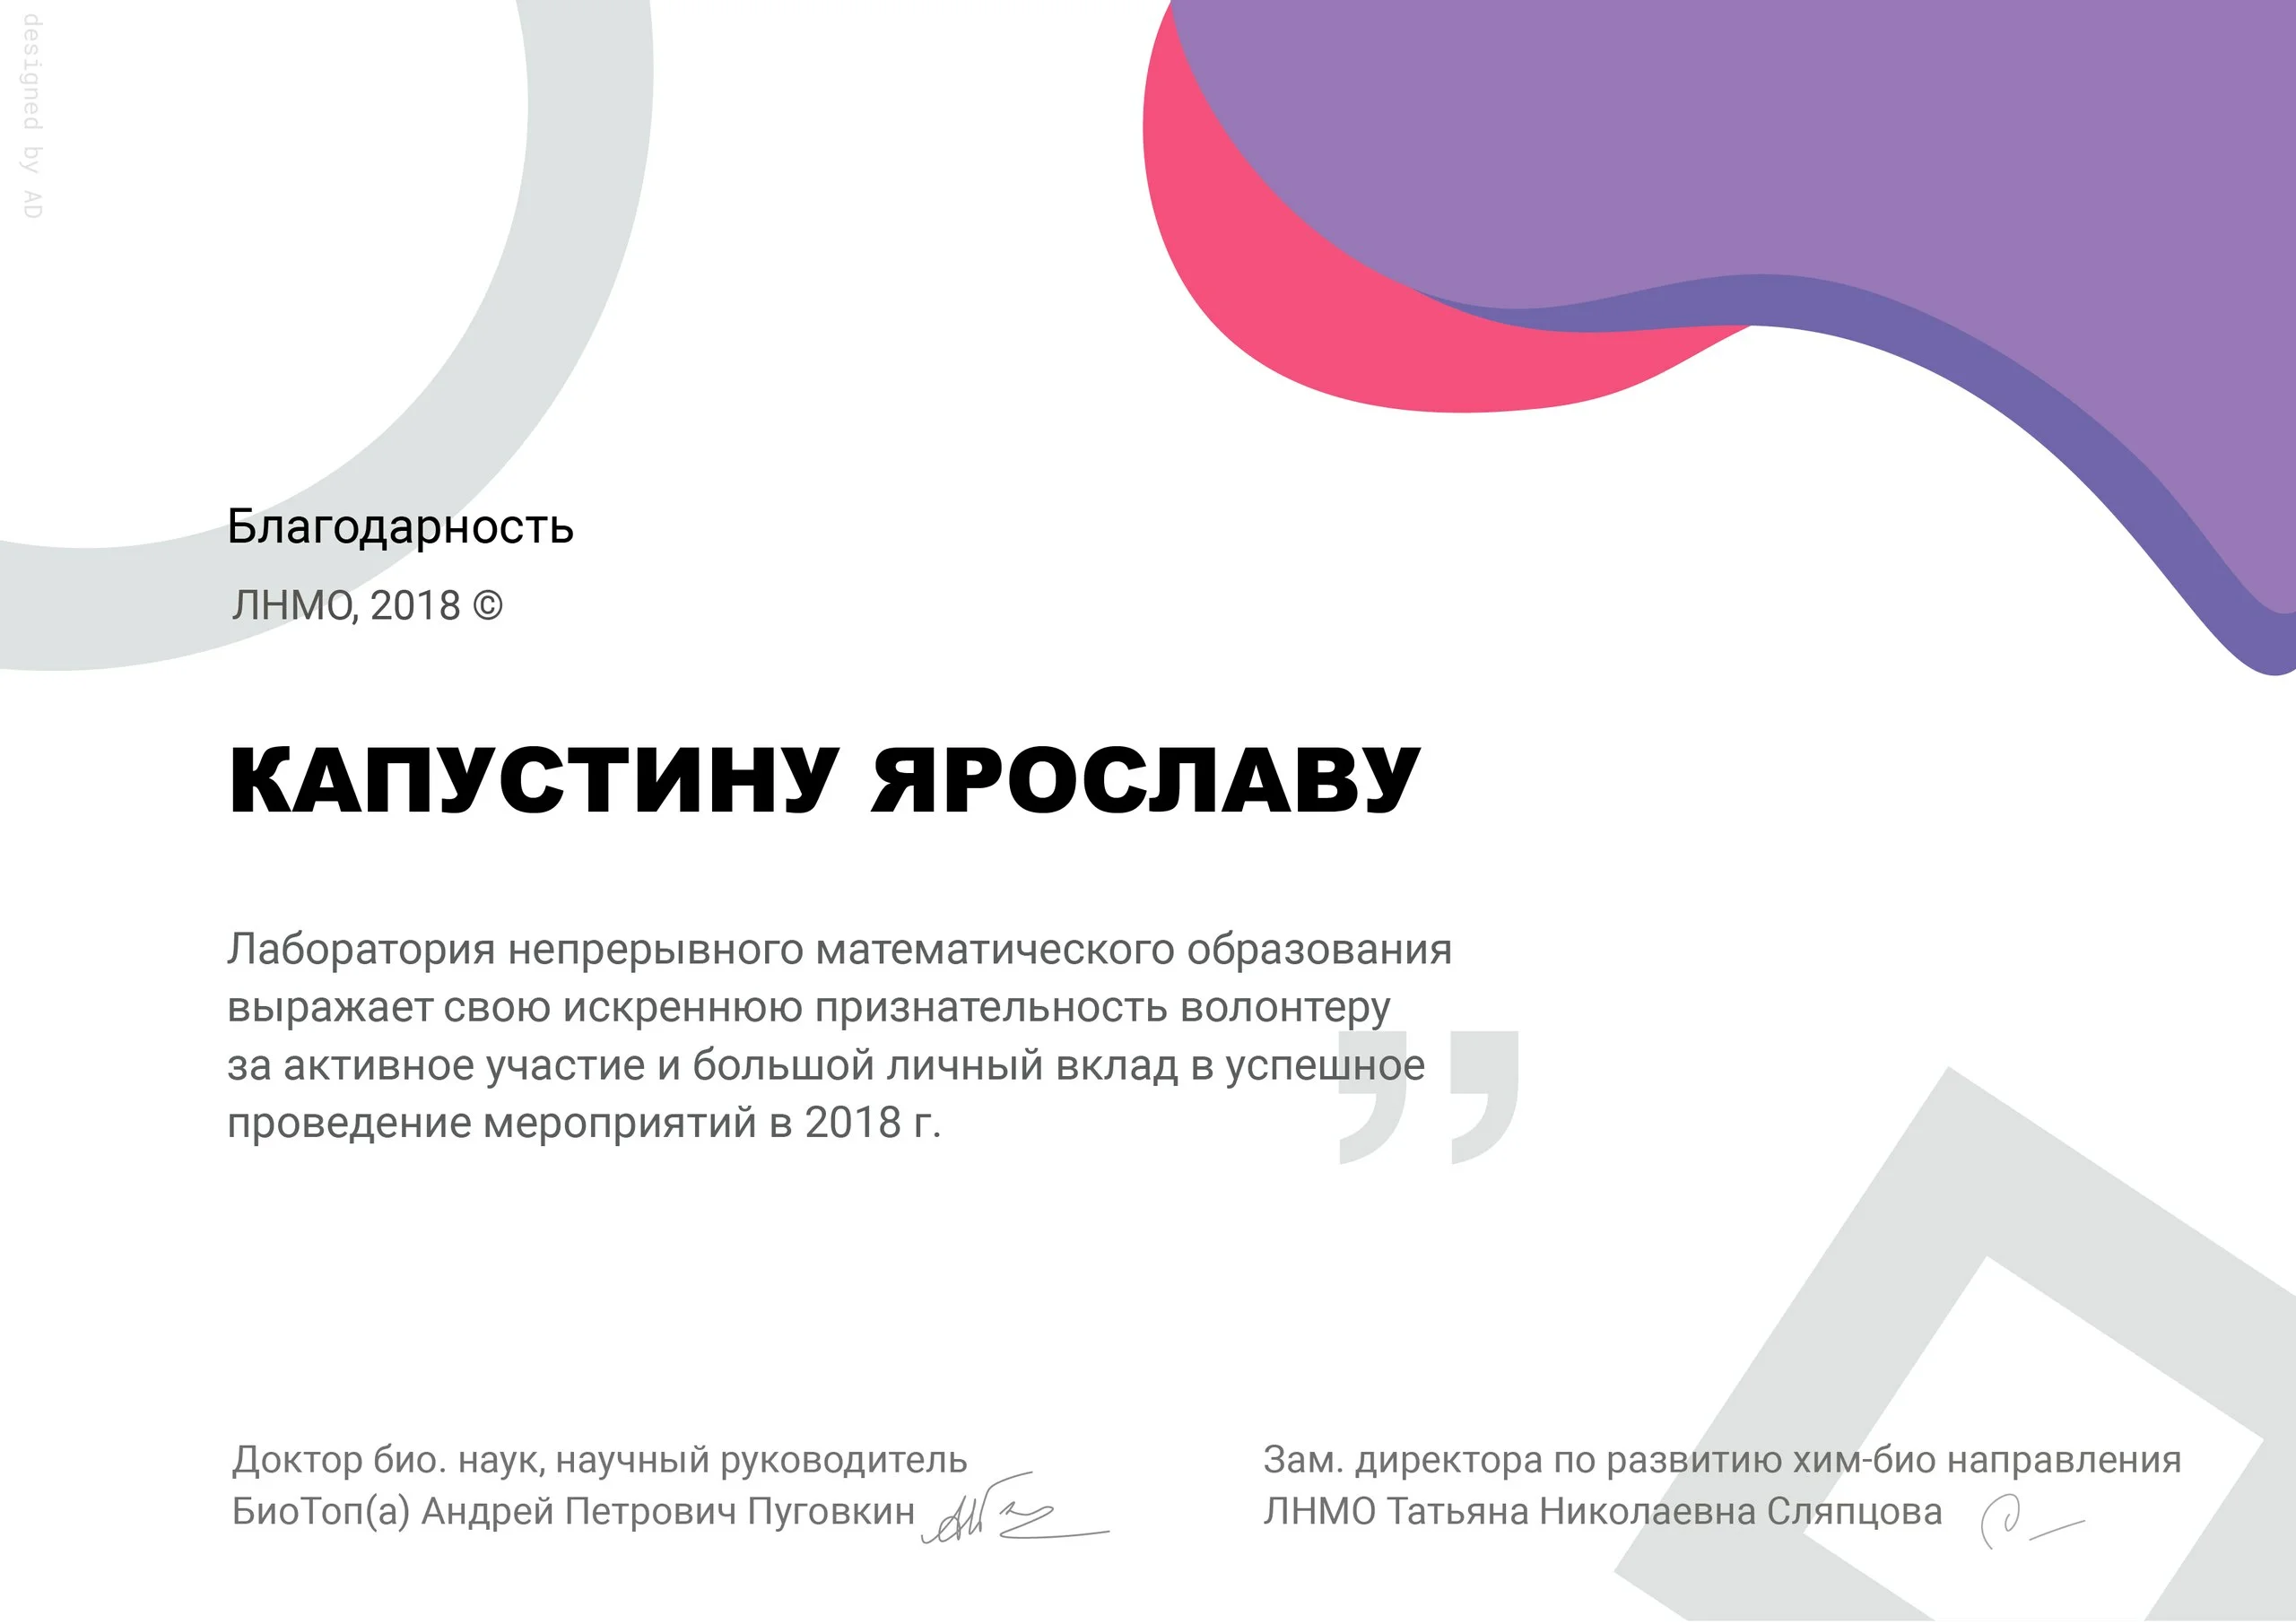 designed by AD
Благодарность
ЛНМО, 2018 ©
КАПУСТИНУ ЯРОСЛАВУ
Лаборатория непрерывного математического образования
выражает свою искреннюю признательность волонтеру
за активное участие и большой личный вклад в успешное
проведение мероприятий в 2018 г.
”
Доктор био. наук, научный руководитель
БиоТоп(а) Андрей Петрович Пуговкин
Зам. директора по развитию хим-био направления
ЛНМО Татьяна Николаевна Сляпцова